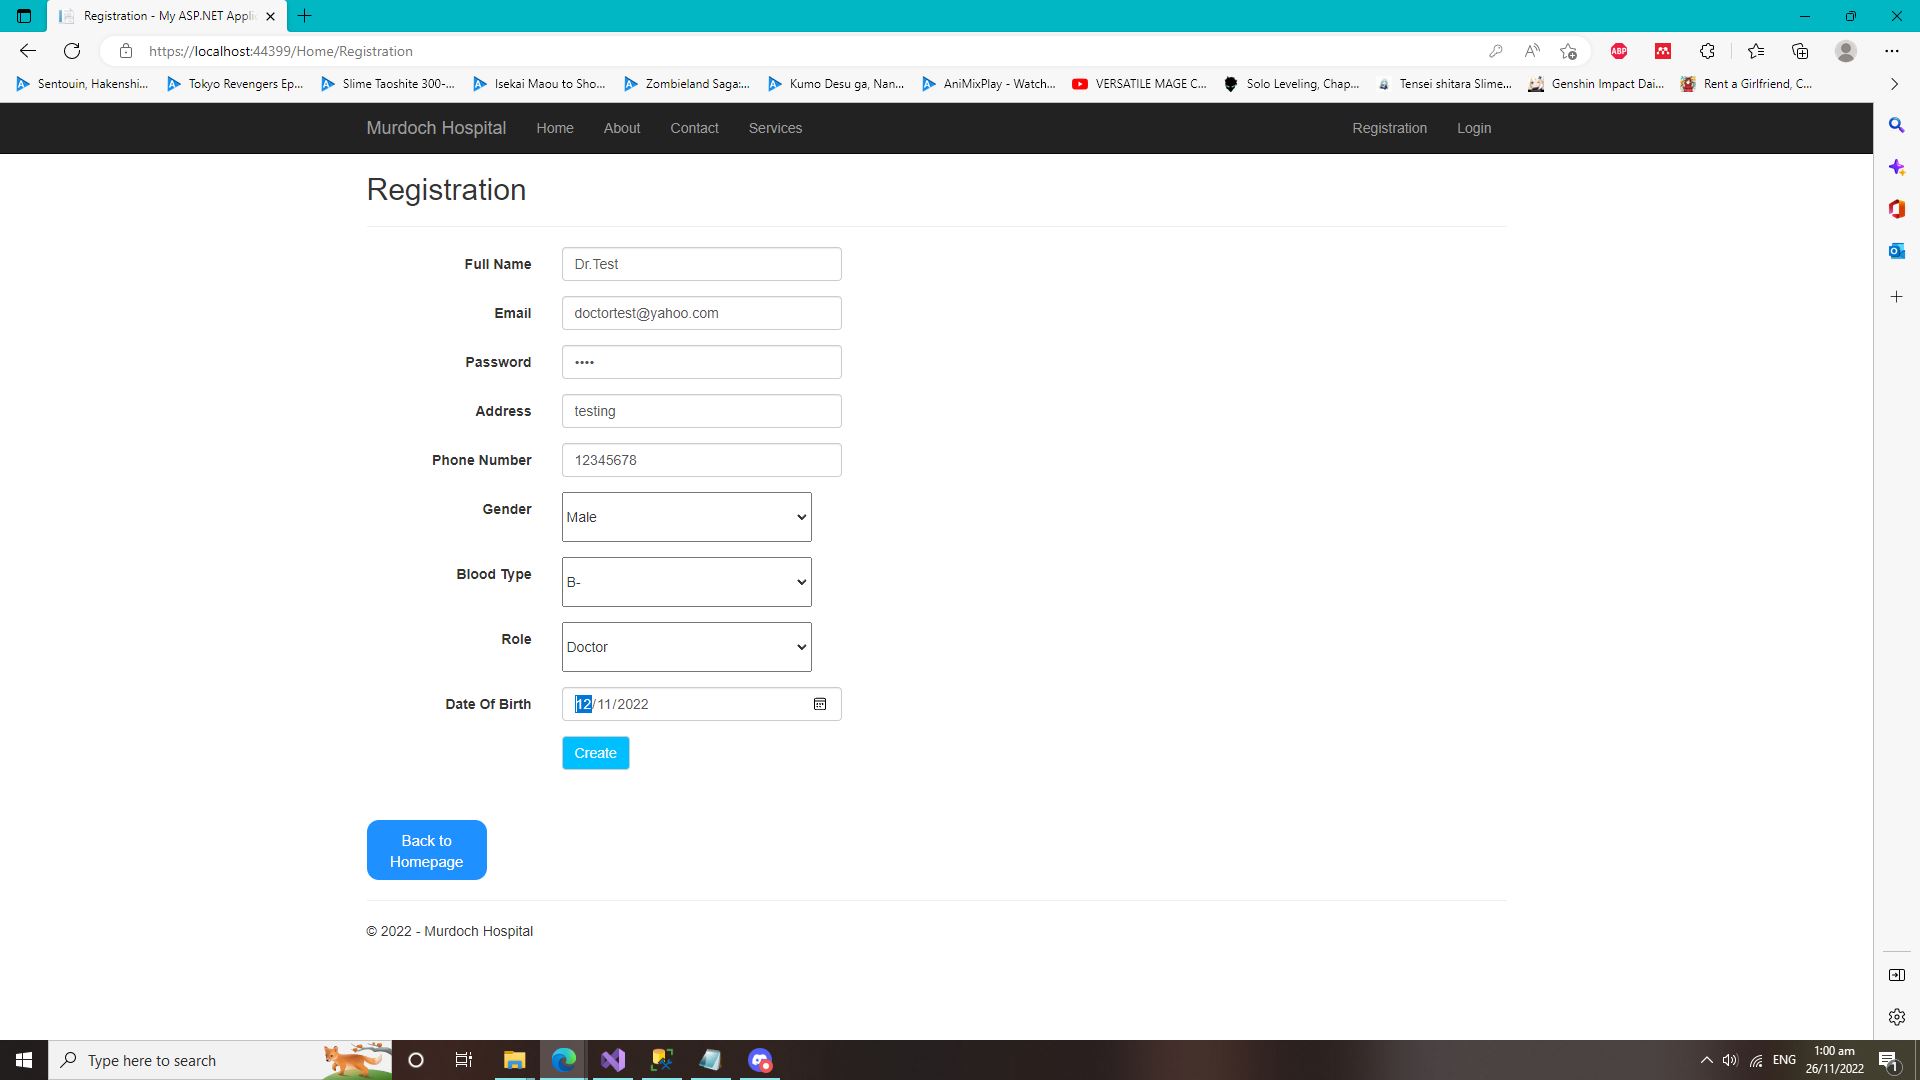 Registration - My ASP.NET Applic
https://localhost:44399/Home/Registration
ABP
Sentouin, Hakenshi...
Tokyo Revengers Ep...
Slime Taoshite 300-...
Isekai Maou to Sho...
Zombieland Saga:...
Kumo Desu ga, Nan...
AniMixPlay - Watch...
VERSATILE MAGE C...
Solo Leveling, Chap...
Tensei shitara Slime...
Genshin Impact Dai...
Rent a Girlfriend, C...
Murdoch Hospital Home About Contact Services Registration Login
Registration
Full Name Dr.Test
Email doctortest@yahoo.com
Password ••••
Address testing
Phone Number 12345678
Gender Male
Blood Type B-
Role Doctor
Date Of Birth 12/11/2022
Create
Back to
Homepage
© 2022 - Murdoch Hospital
Type here to search
ENG
1:00 am
26/11/2022
1